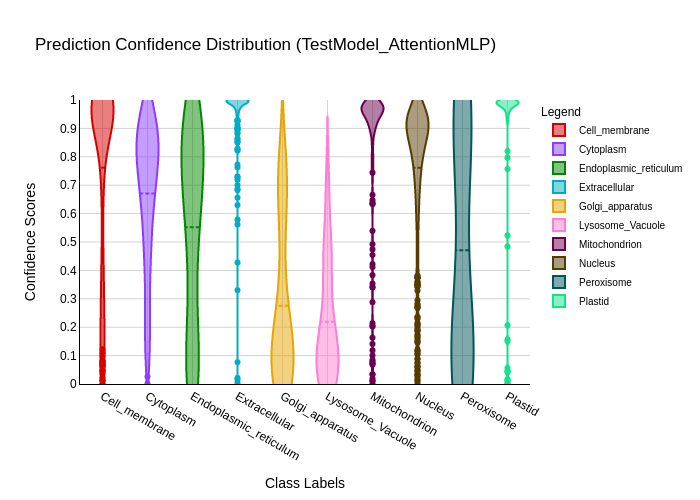 Prediction Confidence Distribution (TestModel_AttentionMLP)
Legend
Cell_membrane
Cytoplasm
Endoplasmic_reticulum
Extracellular
Golgi_apparatus
Lysosome_Vacuole
Mitochondrion
Nucleus
Peroxisome
Plastid
Confidence Scores
1
0.9
0.8
0.7
0.6
0.5
0.4
0.3
0.2
0.1
0
Cell_membrane
Cytoplasm
Endoplasmic_reticulum
Extracellular
Golgi_apparatus
Lysosome_Vacuole
Mitochondrion
Nucleus
Peroxisome
Plastid
Class Labels